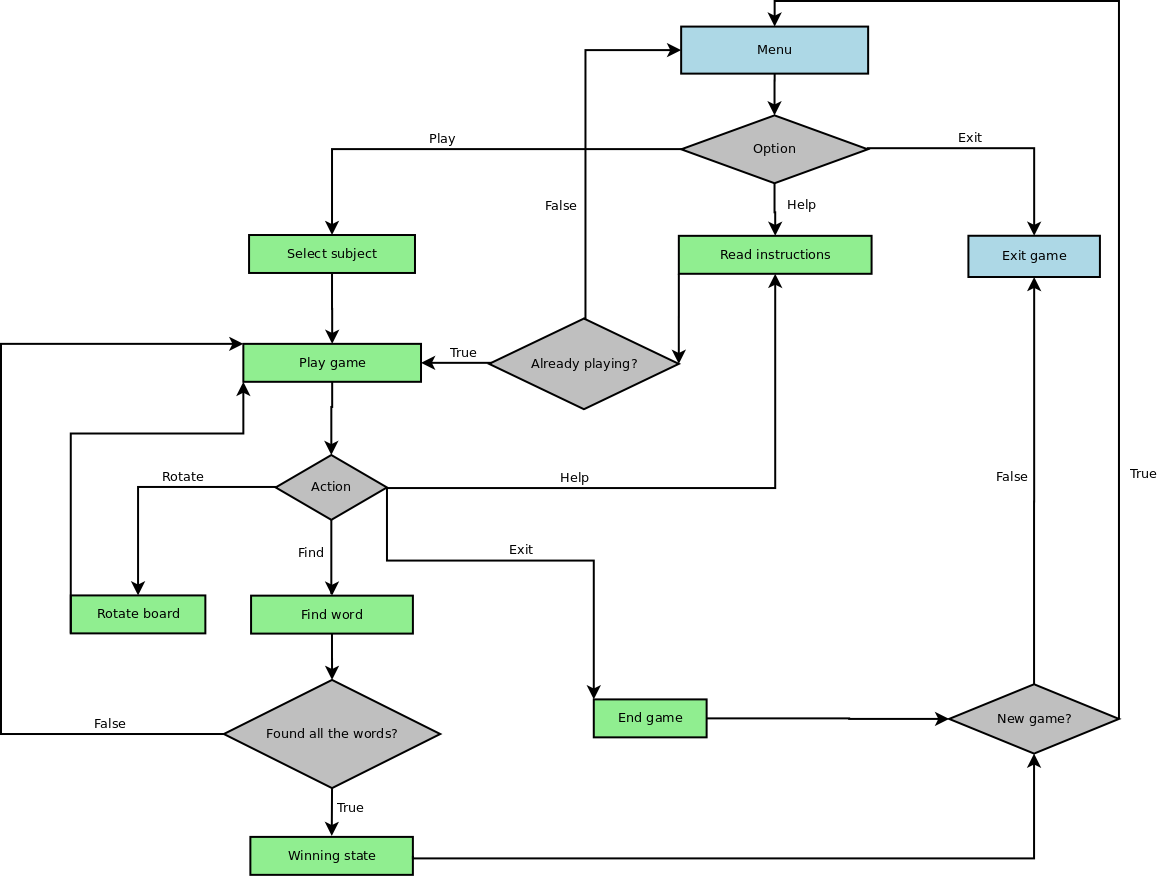 Menu
Play
Option
Exit
False
Help
Select subject
Read instructions
Exit game
Play game
True
Already playing?
Rotate
Action
Help
False
True
Find
Exit
Rotate board
Find word
False
Found all the words?
End game
New game?
True
Winning state